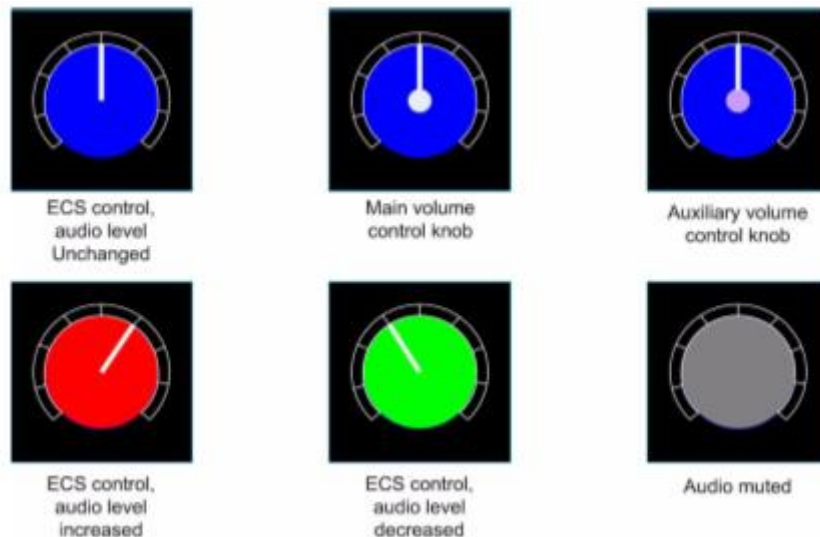 ECS control,
audio level
Unchanged
Main volume
control knob
Auxiliary volume
control knob
ECS control,
audio level
increased
ECS control,
audio level
decreased
Audio muted